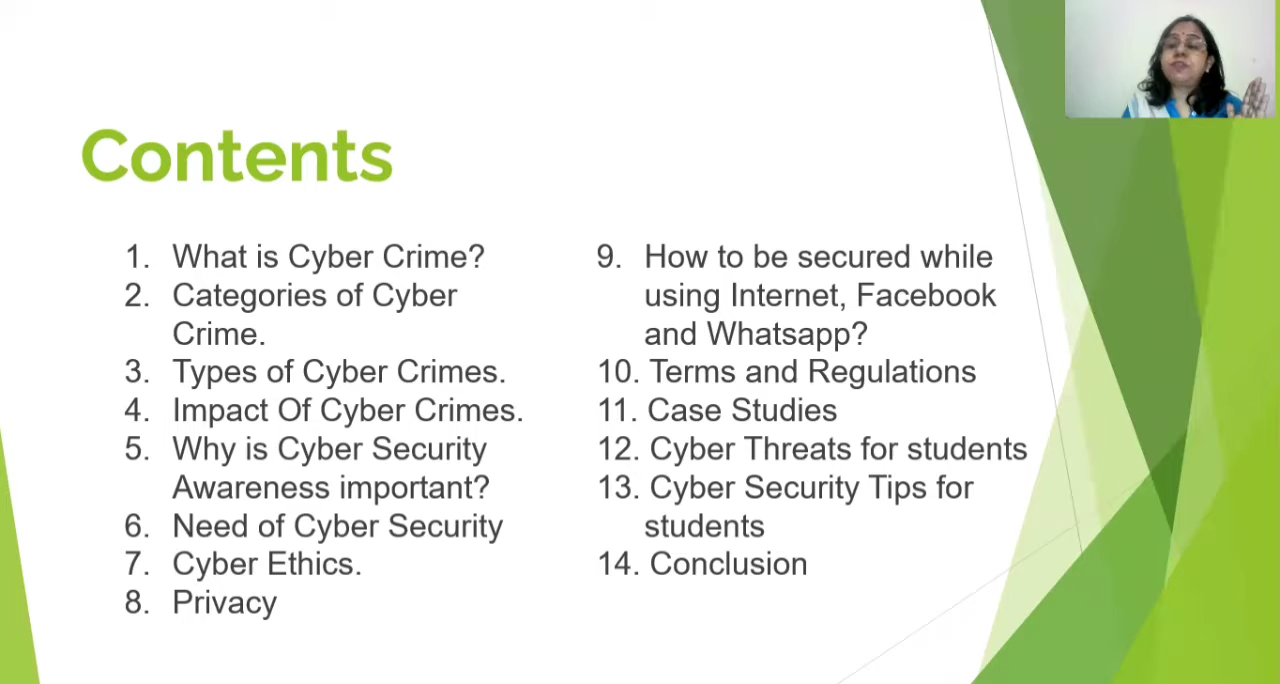 Contents
1. What is Cyber Crime?
2. Categories of Cyber
Crime.
3. Types of Cyber Crimes.
4. Impact Of Cyber Crimes.
5. Why is Cyber Security
Awareness important?
6. Need of Cyber Security
7. Cyber Ethics.
8. Privacy
9. How to be secured while
using Internet, Facebook
and Whatsapp?
10. Terms and Regulations
11. Case Studies
12. Cyber Threats for students
13. Cyber Security Tips for
students
14. Conclusion